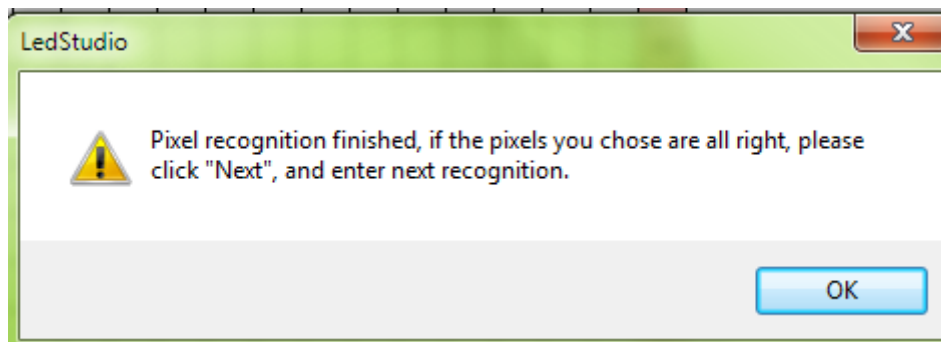 LedStudio
Pixel recognition finished, if the pixels you chose are all right, please
click "Next", and enter next recognition.
OK